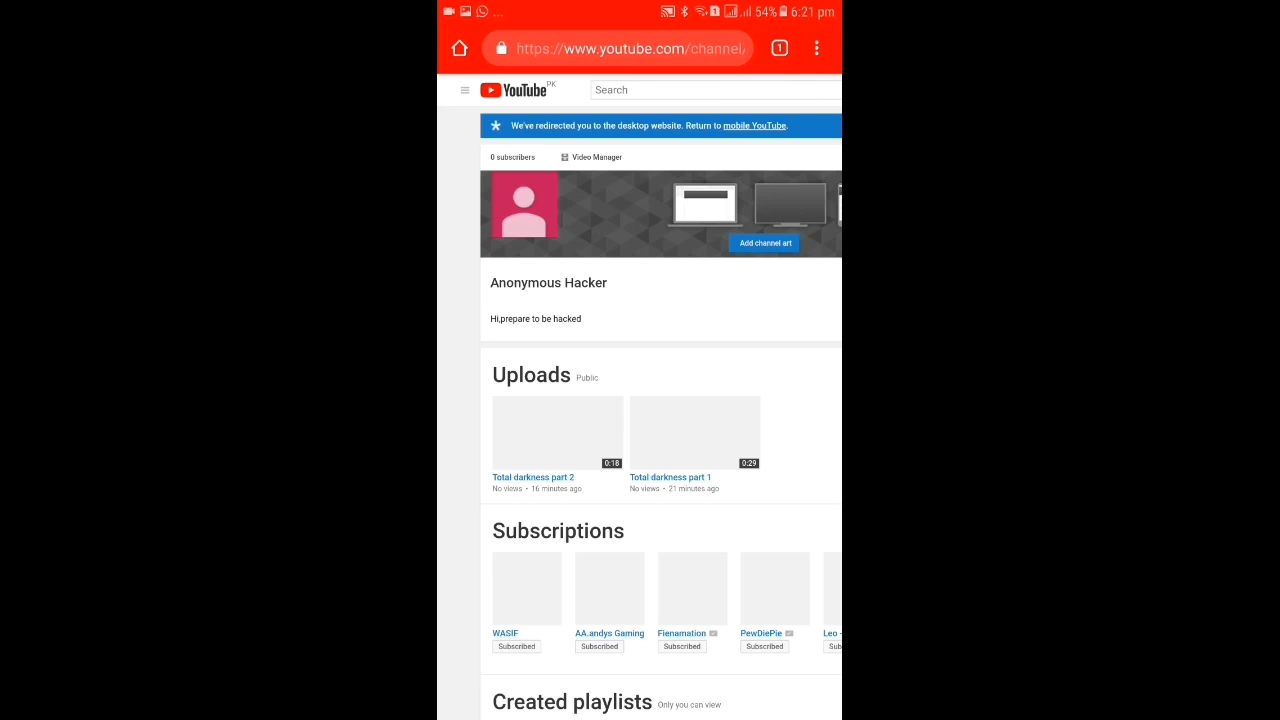 ... 1 54% 6:21 pm
https://www.youtube.com/channel/ 1
YouTube PK Search
We've redirected you to the desktop website. Return to mobile YouTube.
0 subscribers Video Manager
Add channel art
Anonymous Hacker
Hi,prepare to be hacked
Uploads Public
0:18 0:29
Total darkness part 2 Total darkness part 1
No views • 16 minutes ago No views • 21 minutes ago
Subscriptions
WASIF AA.andys Gaming Fienamation PewDiePie Leo -
Subscribed Subscribed Subscribed Subscribed Sub
Created playlists Only you can view